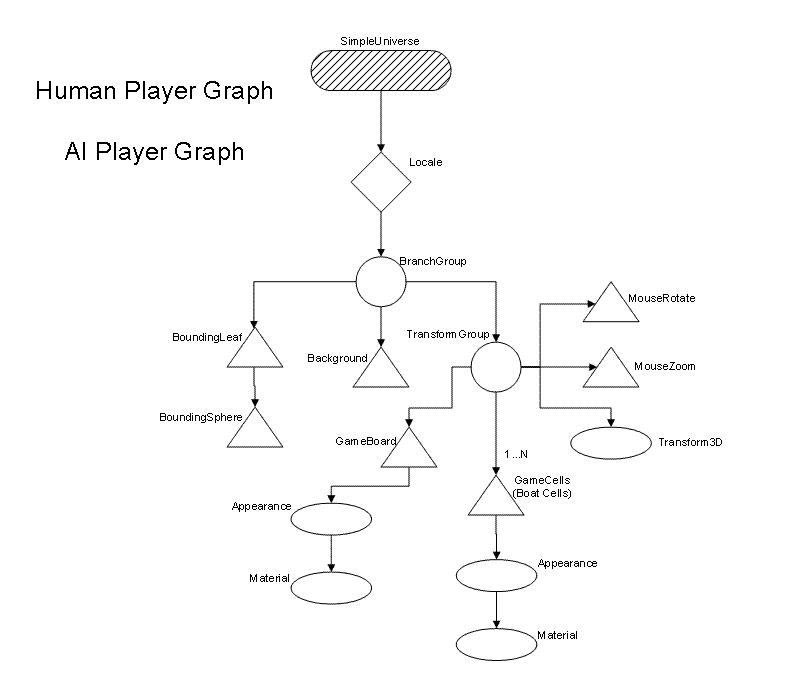 SimpleUniverse
Human Player Graph
AI Player Graph
Locale
BranchGroup
MouseRotate
TransformGroup
BoundingLeaf
Background
MouseZoom
BoundingSphere
GameBoard
Transform3D
1...N
GameCells
(Boat Cells)
Appearance
Appearance
Material
Material